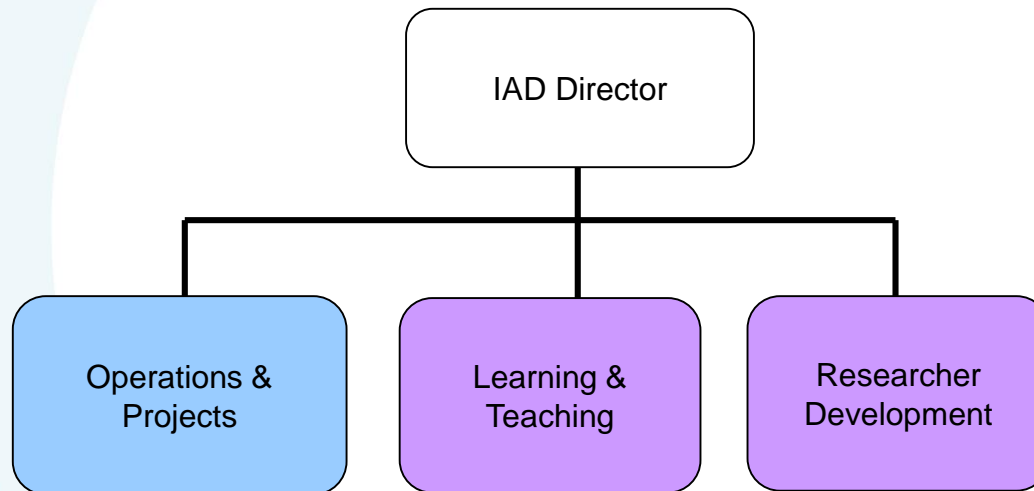 IAD Director
Operations &
Projects
Learning &
Teaching
Researcher
Development